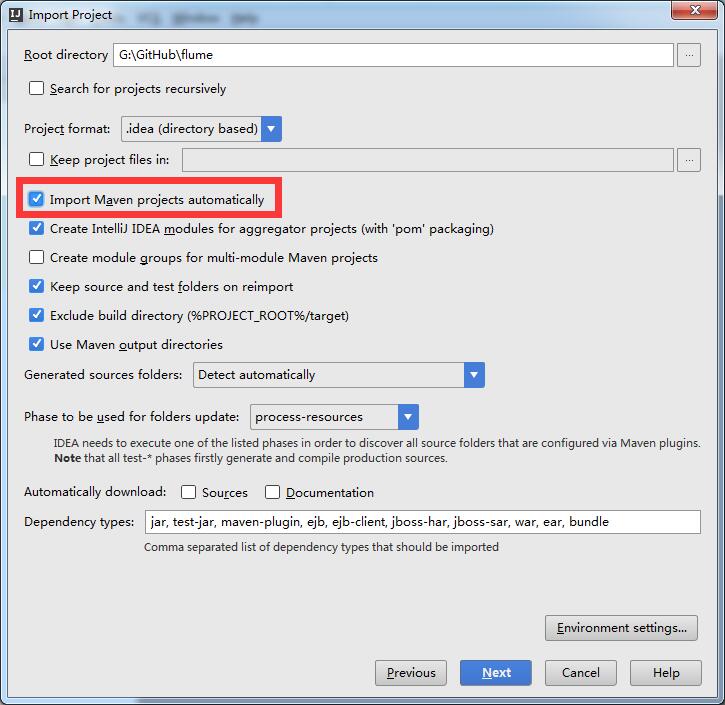 Import Project
Root directory G:\GitHub\flume ...
Search for projects recursively
Project format: .idea (directory based)
Keep project files in: ...
Import Maven projects automatically
Create IntelliJ IDEA modules for aggregator projects (with 'pom' packaging)
Create module groups for multi-module Maven projects
Keep source and test folders on reimport
Exclude build directory (%PROJECT_ROOT%/target)
Use Maven output directories
Generated sources folders: Detect automatically
Phase to be used for folders update: process-resources
IDEA needs to execute one of the listed phases in order to discover all source folders that are configured via Maven plugins.
Note that all test-* phases firstly generate and compile production sources.
Automatically download: Sources Documentation
Dependency types: jar, test-jar, maven-plugin, ejb, ejb-client, jboss-har, jboss-sar, war, ear, bundle
Comma separated list of dependency types that should be imported
Environment settings...
Previous Next Cancel Help